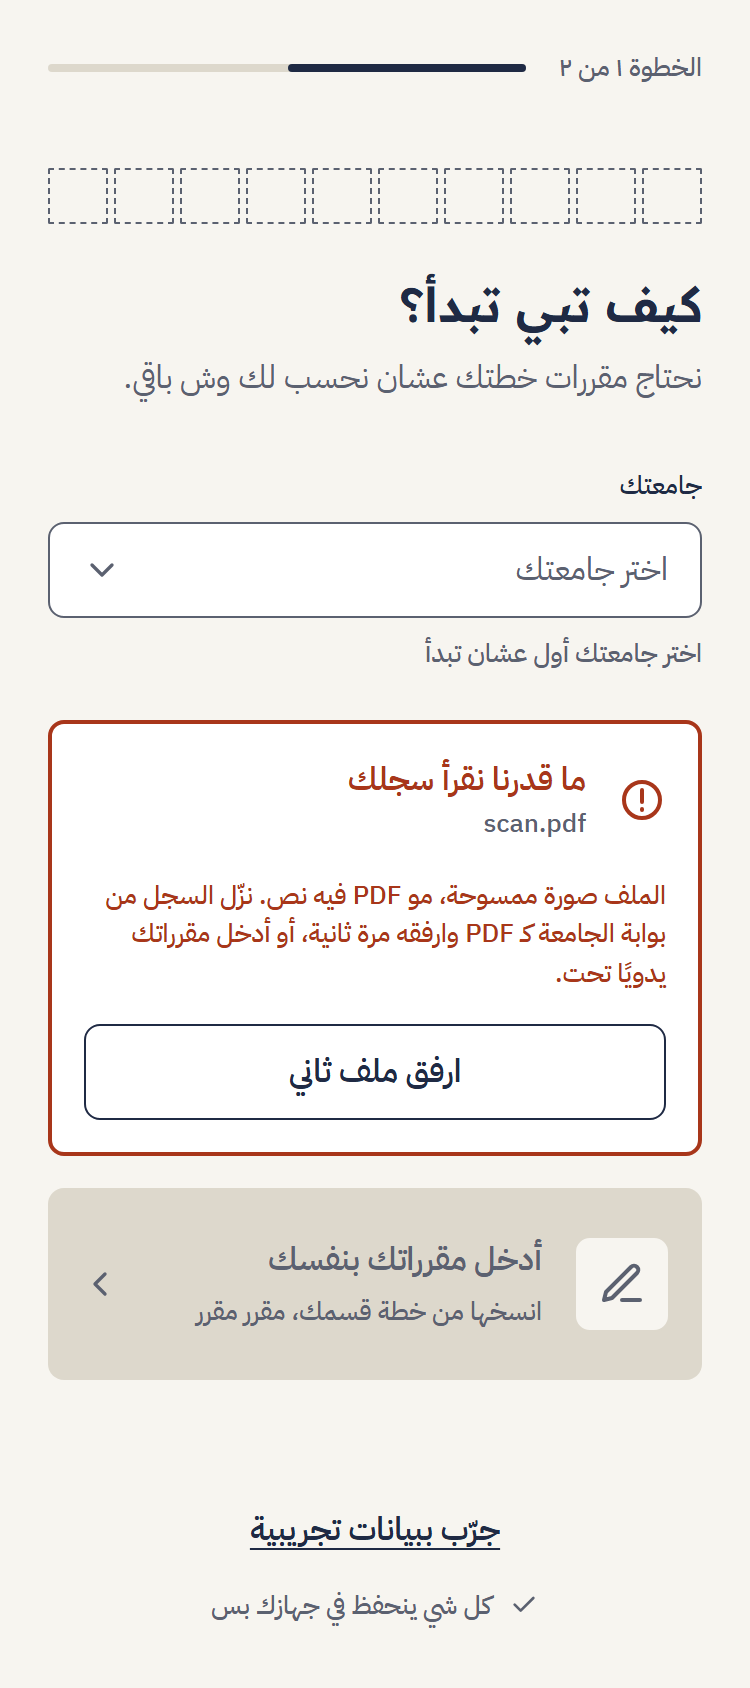 الخطوة ١ من ٢
كيف تبي تبدأ؟
نحتاج مقررات خطتك عشان نحسب لك وش باقي.
جامعتك
اختر جامعتك
اختر جامعتك أول عشان تبدأ
ما قدرنا نقرأ سجلك
scan.pdf
الملف صورة ممسوحة، مو PDF فيه نص. نزّل السجل من
بوابة الجامعة كـ PDF وارفقه مرة ثانية، أو أدخل مقرراتك
يدويًا تحت.
ارفق ملف ثاني
أدخل مقرراتك بنفسك
انسخها من خطة قسمك، مقرر مقرر
جرّب ببيانات تجريبية
كل شي ينحفظ في جهازك بس